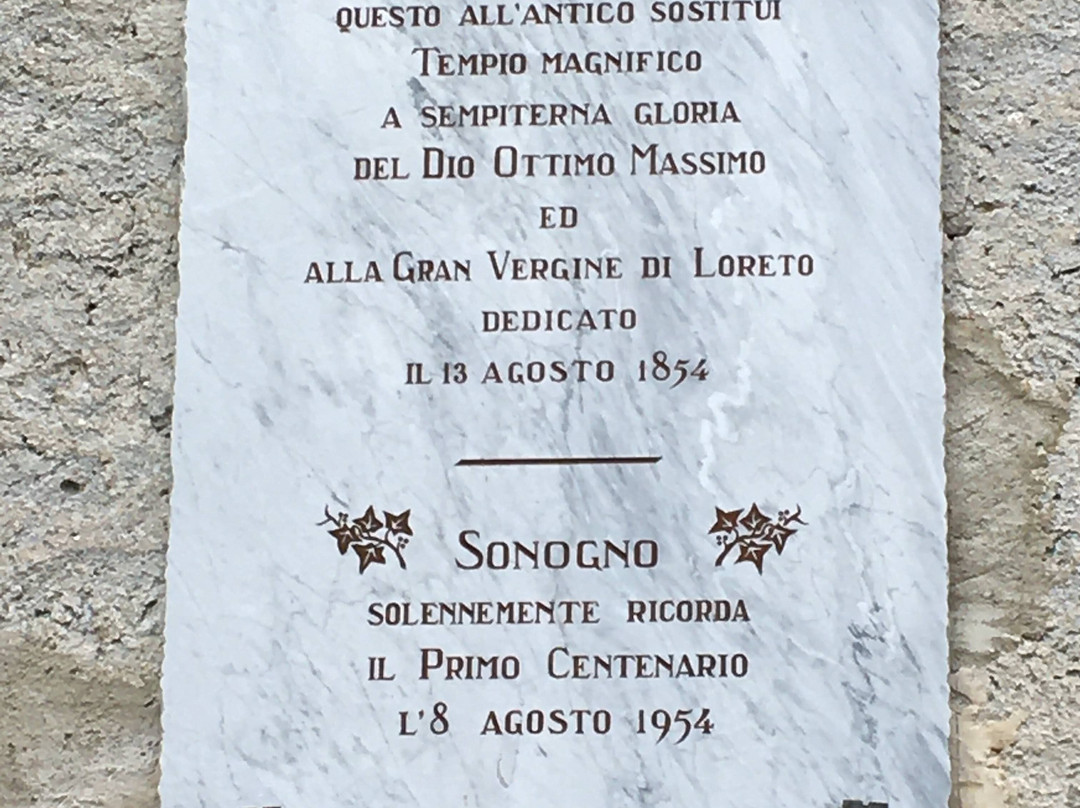 QUESTO ALL'ANTICO SOSTITUI
TEMPIO MAGNIFICO
A SEMPITERNA GLORIA
DEL DIO OTTIMO MASSIMO
ED
ALLA GRAN VERGINE DI LORETO
DEDICATO
IL 13 AGOSTO 1854
SONOGNO
SOLENNEMENTE RICORDA
IL PRIMO CENTENARIO
L'8 AGOSTO 1954